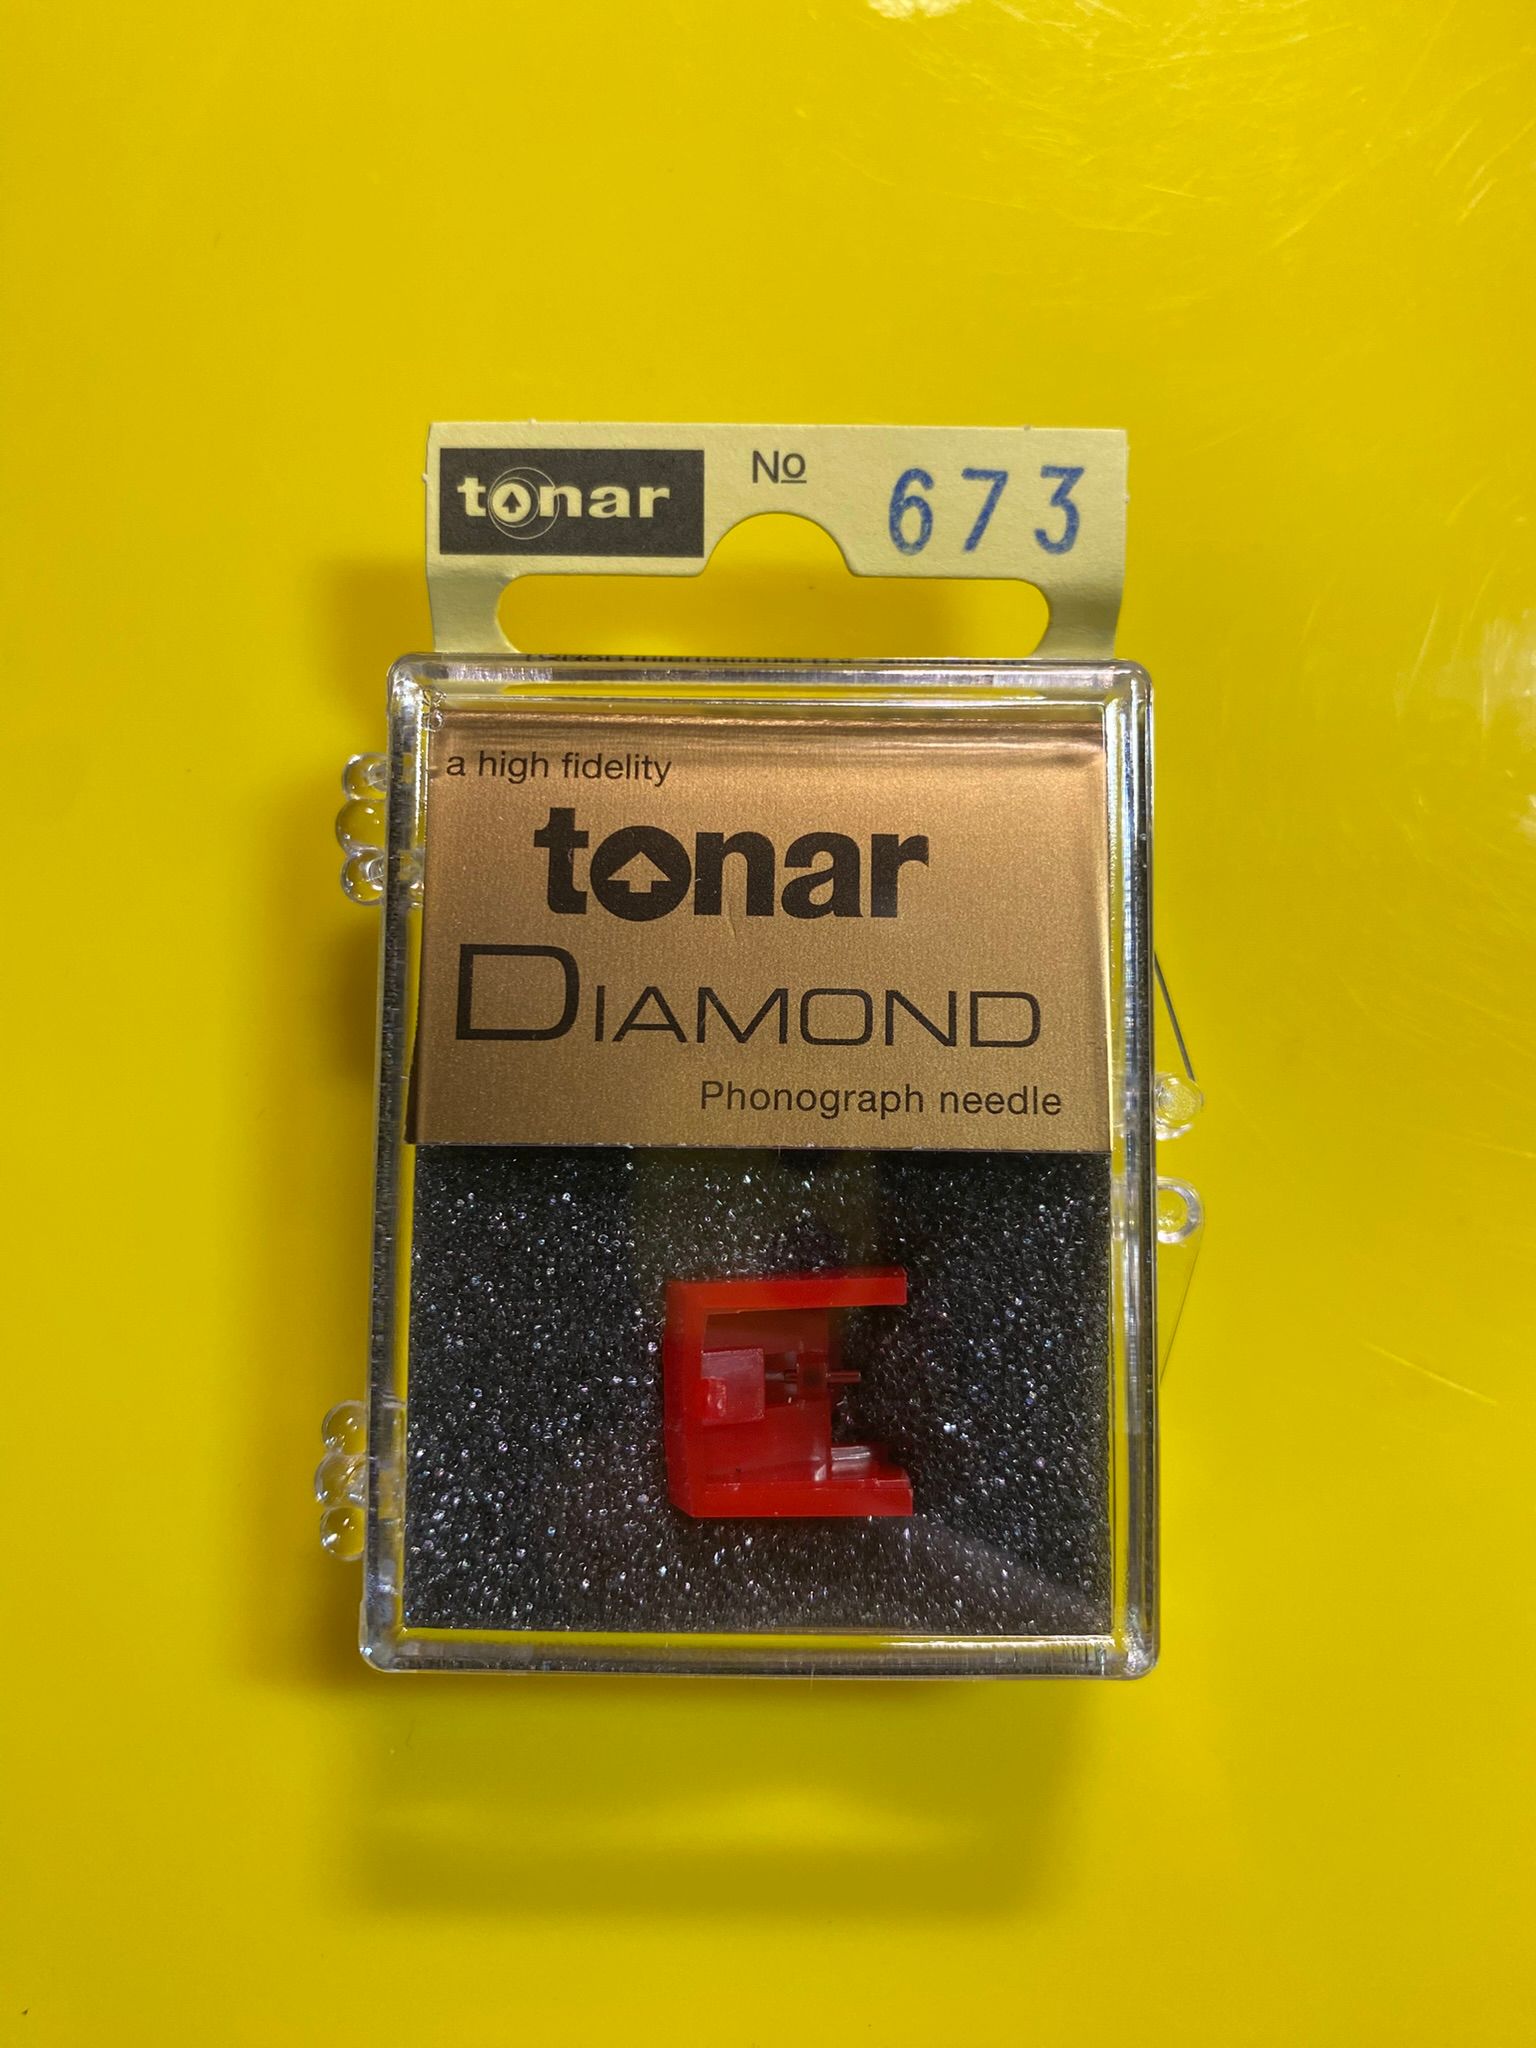 tonar
No
673
a high fidelity
tonar
DIAMOND
Phonograph needle